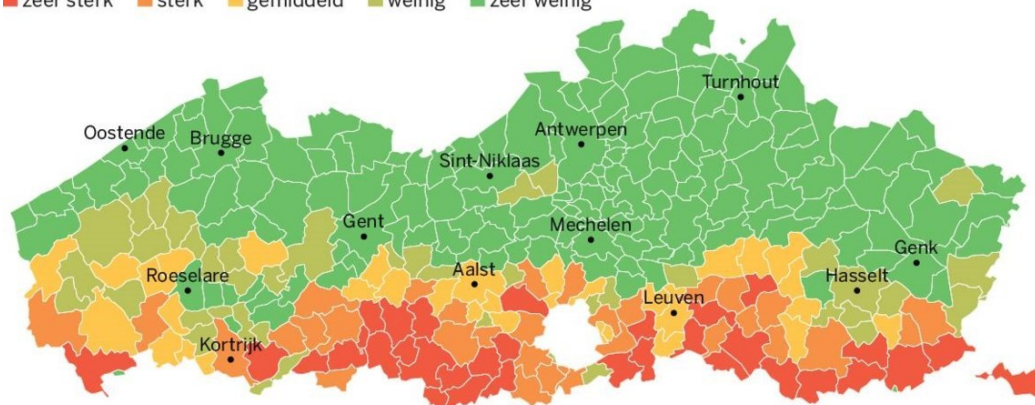 zeer sterk sterk gemiddeld weinig zeer weinig
Turnhout
Oostende
Brugge
Antwerpen
Sint-Niklaas
Gent
Mechelen
Genk
Roeselare
Aalst
Hasselt
Leuven
Kortrijk